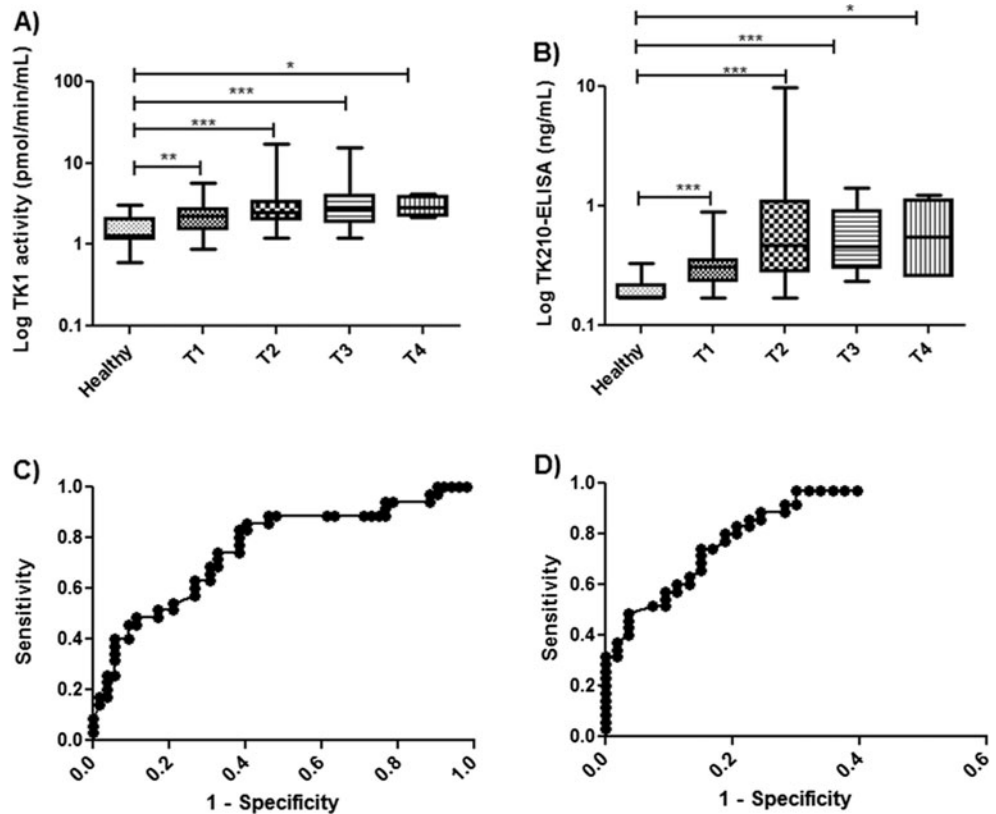 A)
*
***
***
**
Log TK1 activity (pmol/min/mL)
100
10
1
0.1
Healthy
T1
T2
T3
T4
B)
*
***
***
***
Log TK210-ELISA (ng/mL)
10
1
0.1
Healthy
T1
T2
T3
T4
C)
Sensitivity
1.0
0.8
0.6
0.4
0.2
0.0
0.0
0.2
0.4
0.6
0.8
1.0
1 - Specificity
D)
Sensitivity
1.0
0.8
0.6
0.4
0.2
0.0
0.0
0.2
0.4
0.6
1 - Specificity